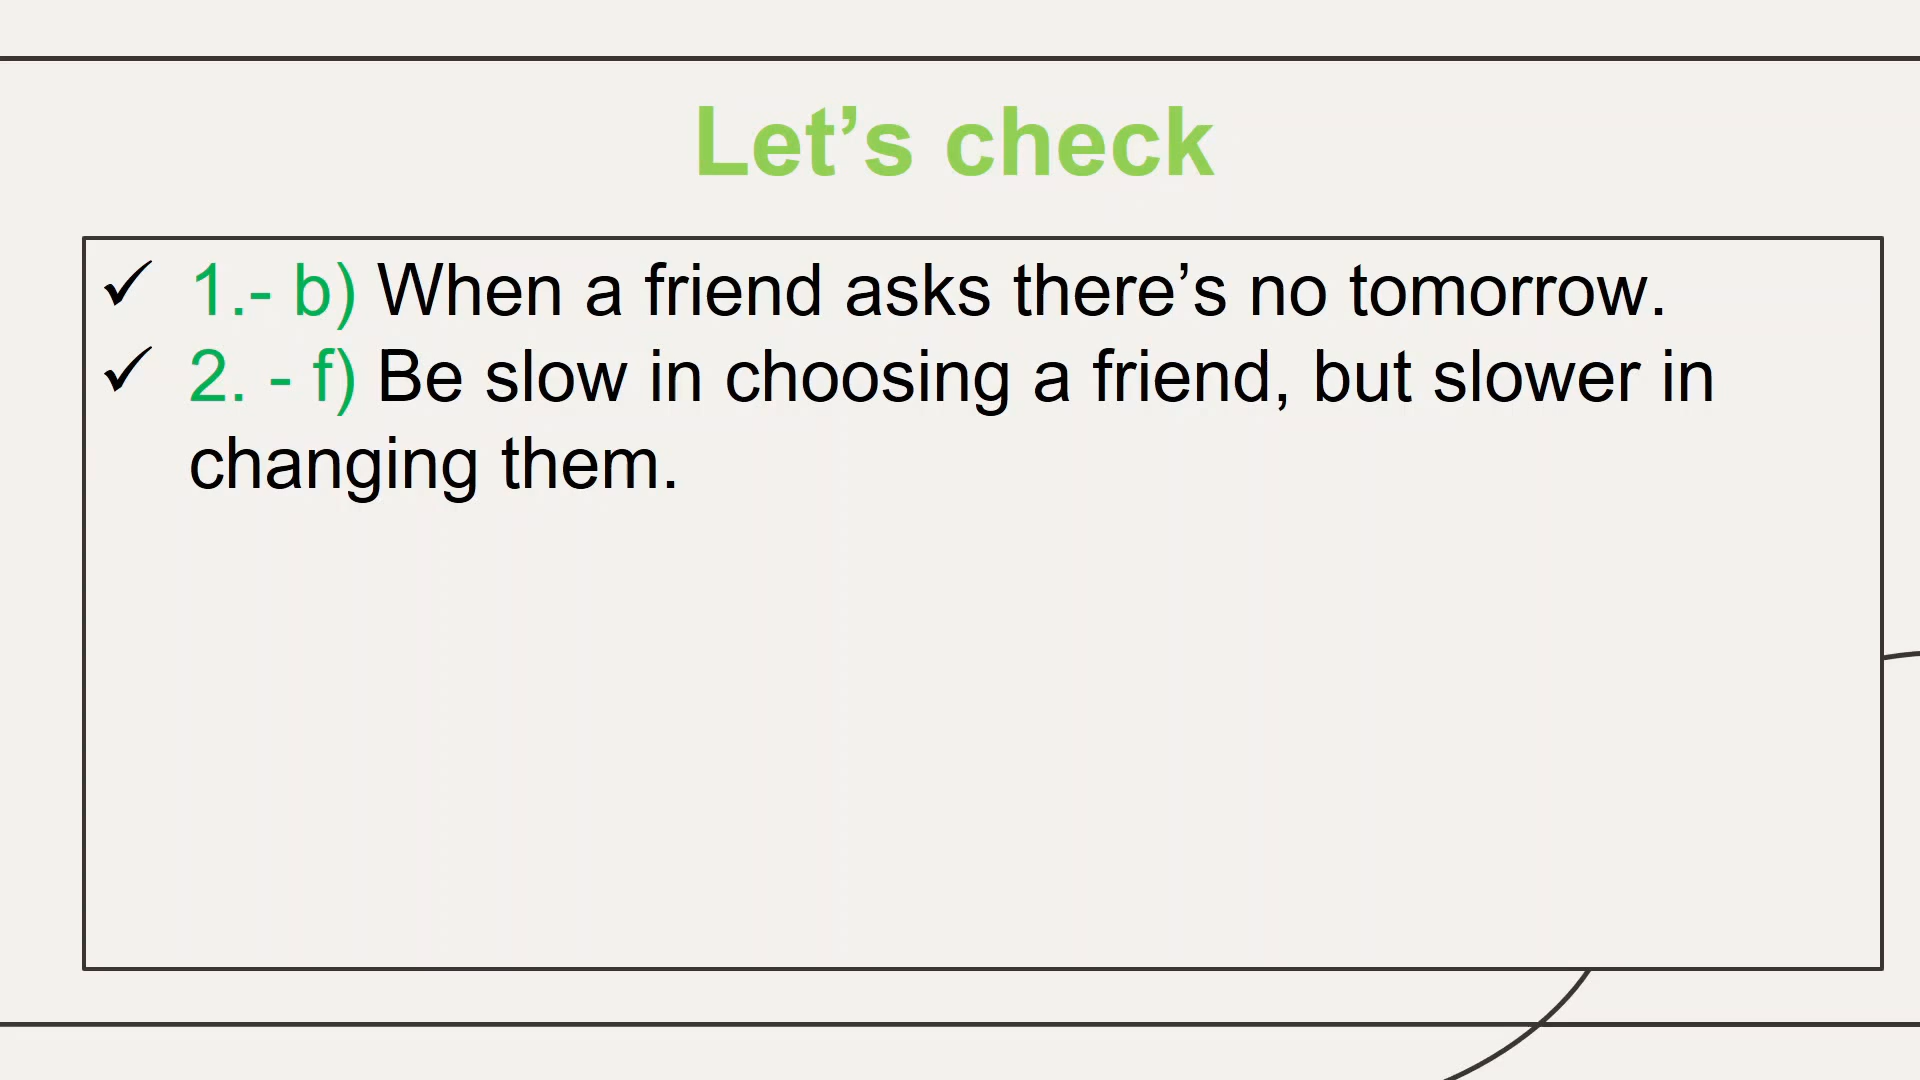 Let’s check
✓ 1.- b) When a friend asks there’s no tomorrow.
✓ 2. - f) Be slow in choosing a friend, but slower in
changing them.